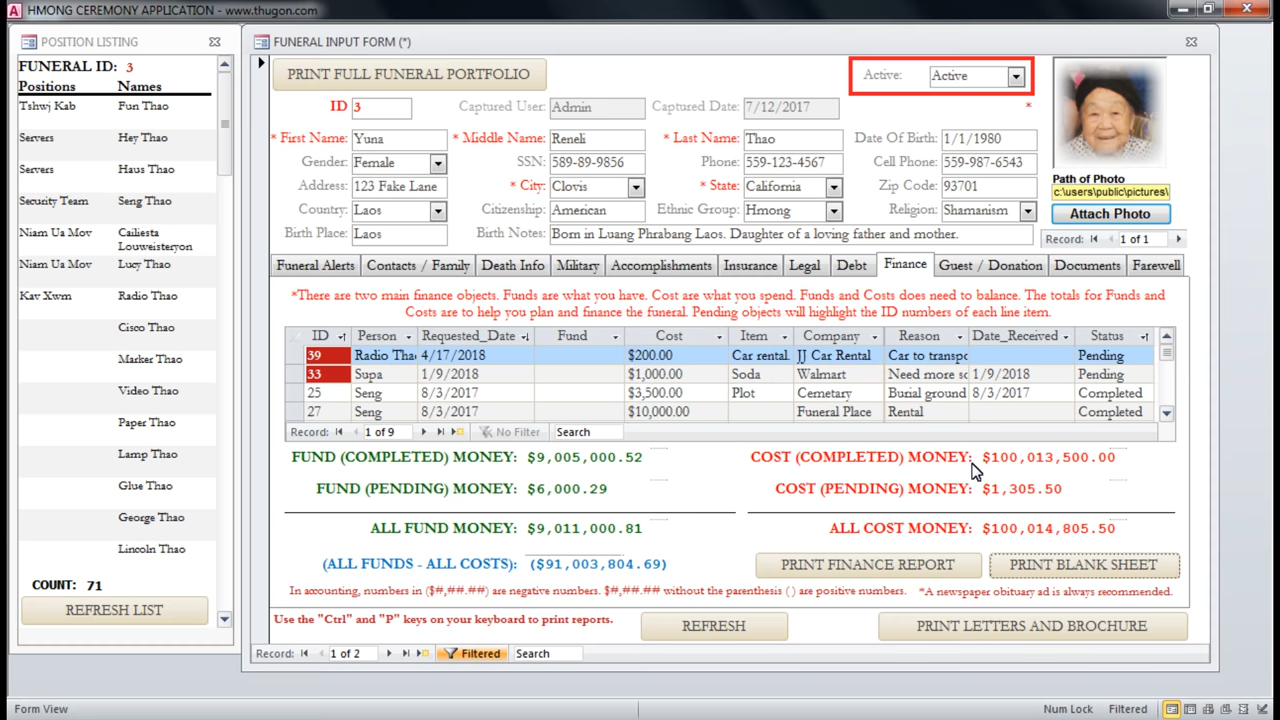 HMONG CEREMONY APPLICATION - www.thugon.com
POSITION LISTING
FUNERAL ID: 3
Positions Names
Tshwj Kab Fun Thao
Servers Hey Thao
Servers Haus Thao
Security Team Seng Thao
Niam Ua Mov Cailiesta Louweisteryon
Niam Ua Mov Lucy Thao
Kav Xwm Radio Thao
Cisco Thao
Marker Thao
Video Thao
Paper Thao
Lamp Thao
Glue Thao
George Thao
Lincoln Thao
COUNT: 71
REFRESH LIST
FUNERAL INPUT FORM (*)
PRINT FULL FUNERAL PORTFOLIO
Active: Active
ID 3 Captured User: Admin Captured Date: 7/12/2017 *
* First Name: Yuna * Middle Name: Reneli * Last Name: Thao Date Of Birth: 1/1/1980
Gender: Female SSN: 589-89-9856 Phone: 559-123-4567 Cell Phone: 559-987-6543
Address: 123 Fake Lane * City: Clovis * State: California Zip Code: 93701
Country: Laos Citizenship: American Ethnic Group: Hmong Religion: Shamanism
Birth Place: Laos Birth Notes: Born in Luang Phrabang Laos. Daughter of a loving father and mother.
Path of Photo
c:\users\public\pictures\
Attach Photo
Record: 1 of 1
Funeral Alerts Contacts / Family Death Info Military Accomplishments Insurance Legal Debt Finance Guest / Donation Documents Farewell
*There are two main finance objects. Funds are what you have. Cost are what you spend. Funds and Costs does need to balance. The totals for Funds and
Costs are to help you plan and finance the funeral. Pending objects will highlight the ID numbers of each line item.
ID Person Requested_Date Fund Cost Item Company Reason Date_Received Status
39 Radio Thao 4/17/2018 $200.00 Car rental. JJ Car Rental Car to transpo Pending
33 Supa 1/9/2018 $1,000.00 Soda Walmart Need more so 1/9/2018 Pending
25 Seng 8/3/2017 $3,500.00 Plot Cemetary Burial ground 8/3/2017 Completed
27 Seng 8/3/2017 $10,000.00 Funeral Place Rental Completed
Record: 1 of 9 No Filter Search
FUND (COMPLETED) MONEY: $9,005,000.52 COST (COMPLETED) MONEY: $100,013,500.00
FUND (PENDING) MONEY: $6,000.29 COST (PENDING) MONEY: $1,305.50
ALL FUND MONEY: $9,011,000.81 ALL COST MONEY: $100,014,805.50
(ALL FUNDS - ALL COSTS): ($91,003,804.69) PRINT FINANCE REPORT PRINT BLANK SHEET
In accounting, numbers in ($#,##.##) are negative numbers. $#,##.## without the parenthesis ( ) are positive numbers. *A newspaper obituary ad is always recommended.
Use the "Ctrl" and "P" keys on your keyboard to print reports. REFRESH PRINT LETTERS AND BROCHURE
Record: 1 of 2 Filtered Search
Form View Num Lock Filtered